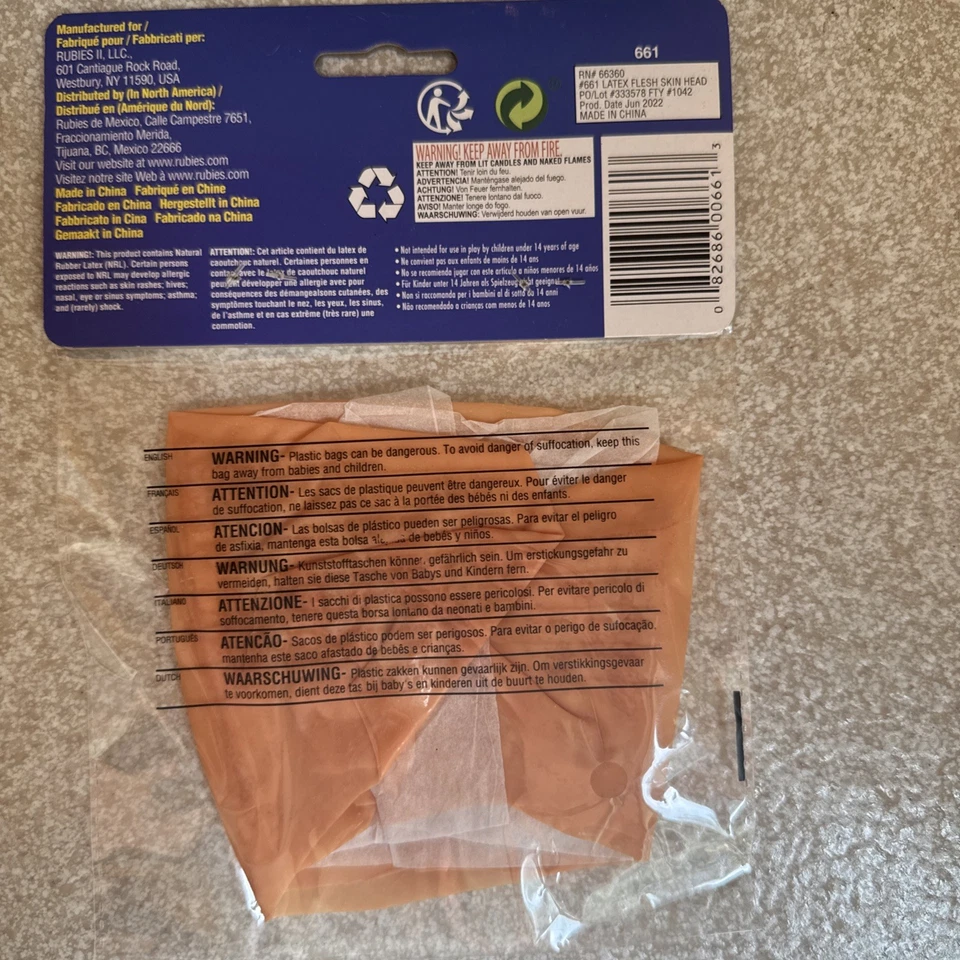 Manufactured for /
Fabriqué pour / Fabbricati per:
RUBIES II, LLC.,
601 Cantiague Rock Road,
Westbury, NY 11590, USA
Distributed by (In North America) /
Distribué en (Amérique du Nord):
Rubies de Mexico, Calle Campestre 7651,
Fraccionamiento Merida,
Tijuana, BC, Mexico 22666
Visit our website at www.rubies.com
Visitez notre site Web à www.rubies.com
Made in China Fabriqué en Chine
Fabricado en China Hergestellt in China
Fabbricato in Cina Fabricado na China
Gemaakt in China
WARNING!: This product contains Natural
Rubber Latex (NRL). Certain persons
exposed to NRL may develop allergic
reactions such as skin rashes; hives;
nasal, eye or sinus symptoms; asthma;
and (rarely) shock.
ATTENTION!: Cet article contient du latex de
caoutchouc naturel. Certaines personnes en
contact avec le latex de caoutchouc naturel
peuvent développer une allergie avec pour
conséquences des démangeaisons cutanées, des
symptômes touchant le nez, les yeux, les sinus,
de l'asthme et en cas extrême (très rare) une
commotion.
WARNING! KEEP AWAY FROM FIRE.
KEEP AWAY FROM LIT CANDLES AND NAKED FLAMES
ATTENTION! Tenir loin du feu.
ADVERTENCIA! Manténgase alejado del fuego.
ACHTUNG! Von Feuer fernhalten.
ATTENZIONE! Tenere lontano dal fuoco.
AVISO! Manter longe do fogo.
WAARSCHUWING: Verwijderd houden van open vuur.
• Not intended for use in play by children under 14 years of age
• Ne convient pas aux enfants de moins de 14 ans
• No se recomienda jugar con este artículo a niños menores de 14 años
• Für Kinder unter 14 Jahren als Spielzeug nicht geeignet
• Non si raccomanda per i bambini al di sotto de 14 anni
• Não recomendado a crianças com menos de 14 anos
661
RN# 66360
#661 LATEX FLESH SKIN HEAD
PO/Lot #333578 FTY #1042
Prod. Date Jun 2022
MADE IN CHINA
0 82686 00661 3
ENGLISH WARNING- Plastic bags can be dangerous. To avoid danger of suffocation, keep this
bag away from babies and children.
FRANÇAIS ATTENTION- Les sacs de plastique peuvent être dangereux. Pour éviter le danger
de suffocation, ne laissez pas ce sac à la portée des bébés ni des enfants.
ESPAÑOL ATENCION- Las bolsas de plástico pueden ser peligrosas. Para evitar el peligro
de asfixia, mantenga esta bolsa de bebés y niños.
DEUTSCH WARNUNG- Kunststofftaschen können gefährlich sein. Um erstickungsgefahr zu
vermeiden, halten sie diese Tasche von Babys und Kindern fern.
ITALIANO ATTENZIONE- I sacchi di plastica possono essere pericolosi. Per evitare pericolo di
soffocamento, tenere questa borsa lontano da neonati e bambini.
PORTUGUÊS ATENCÃO- Sacos de plástico podem ser perigosos. Para evitar o perigo de sufocação,
mantenha este saco afastado de bebês e crianças.
DUTCH WAARSCHUWING- Plastic zakken kunnen gevaarlijk zijn. Om verstikkingsgevaar
te voorkomen, dient deze tas bij baby's en kinderen uit de buurt te houden.